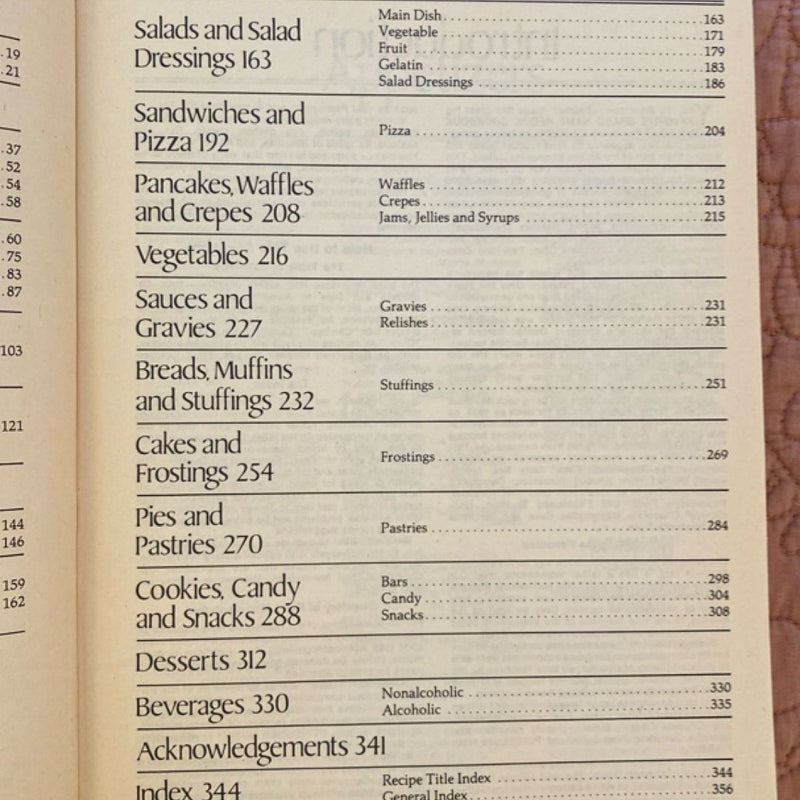 .19
.21
.37
.52
.54
.58
.60
.75
.83
.87
103
121
144
146
159
162
Salads and Salad
Dressings 163
Main Dish. . . . . . . . . . . . . . . . . . . . . . . . . . . 163
Vegetable . . . . . . . . . . . . . . . . . . . . . . . . . . . 171
Fruit . . . . . . . . . . . . . . . . . . . . . . . . . . . 179
Gelatin . . . . . . . . . . . . . . . . . . . . . . . . . . . 183
Salad Dressings . . . . . . . . . . . . . . . . . . . . . . . 186
Sandwiches and
Pizza 192
Pizza . . . . . . . . . . . . . . . . . . . . . . . . . . . 204
Pancakes, Waffles
and Crepes 208
Waffles . . . . . . . . . . . . . . . . . . . . . . . . . . . 212
Crepes . . . . . . . . . . . . . . . . . . . . . . . . . . . 213
Jams, Jellies and Syrups . . . . . . . . . . . . . . . . . . 215
Vegetables 216
Sauces and
Gravies 227
Gravies . . . . . . . . . . . . . . . . . . . . . . . . . . . 231
Relishes . . . . . . . . . . . . . . . . . . . . . . . . . . . 231
Breads, Muffins
and Stuffings 232
Stuffings . . . . . . . . . . . . . . . . . . . . . . . . . . . 251
Cakes and
Frostings 254
Frostings . . . . . . . . . . . . . . . . . . . . . . . . . . . 269
Pies and
Pastries 270
Pastries . . . . . . . . . . . . . . . . . . . . . . . . . . . 284
Cookies, Candy
and Snacks 288
Bars . . . . . . . . . . . . . . . . . . . . . . . . . . . 298
Candy . . . . . . . . . . . . . . . . . . . . . . . . . . . 304
Snacks . . . . . . . . . . . . . . . . . . . . . . . . . . . 308
Desserts 312
Beverages 330
Nonalcoholic . . . . . . . . . . . . . . . . . . . . . . . . 330
Alcoholic . . . . . . . . . . . . . . . . . . . . . . . . . . . 335
Acknowledgements 341
Index 344
Recipe Title Index . . . . . . . . . . . . . . . . . . . . . 344
General Index . . . . . . . . . . . . . . . . . . . . . . . . 356